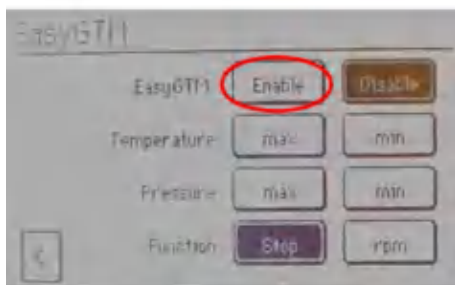 EasyGTM
EasyGTM Enable Disable
Temperature max min
Pressure max min
Function Stop rpm
<